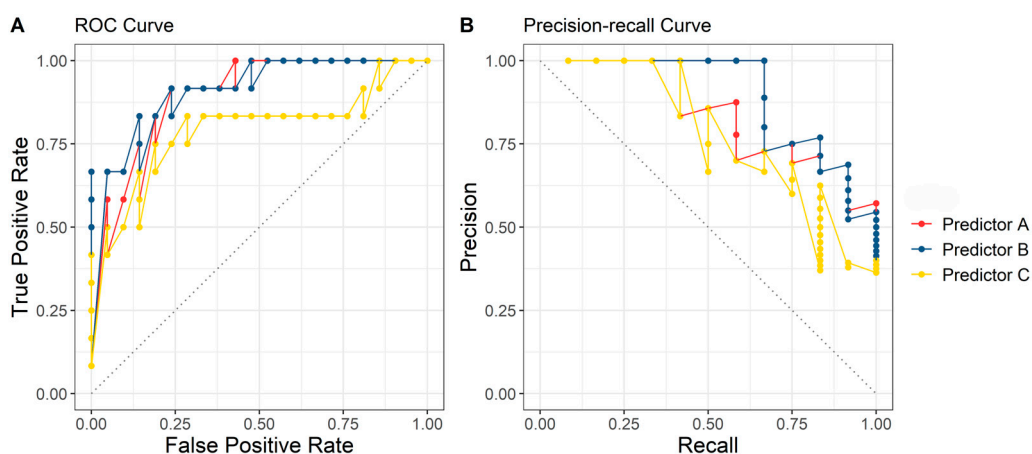 A ROC Curve
1.00
0.75
0.50
0.25
0.00
True Positive Rate
0.00 0.25 0.50 0.75 1.00
False Positive Rate
B Precision-recall Curve
1.00
0.75
0.50
0.25
0.00
Precision
0.00 0.25 0.50 0.75 1.00
Recall
Predictor A
Predictor B
Predictor C